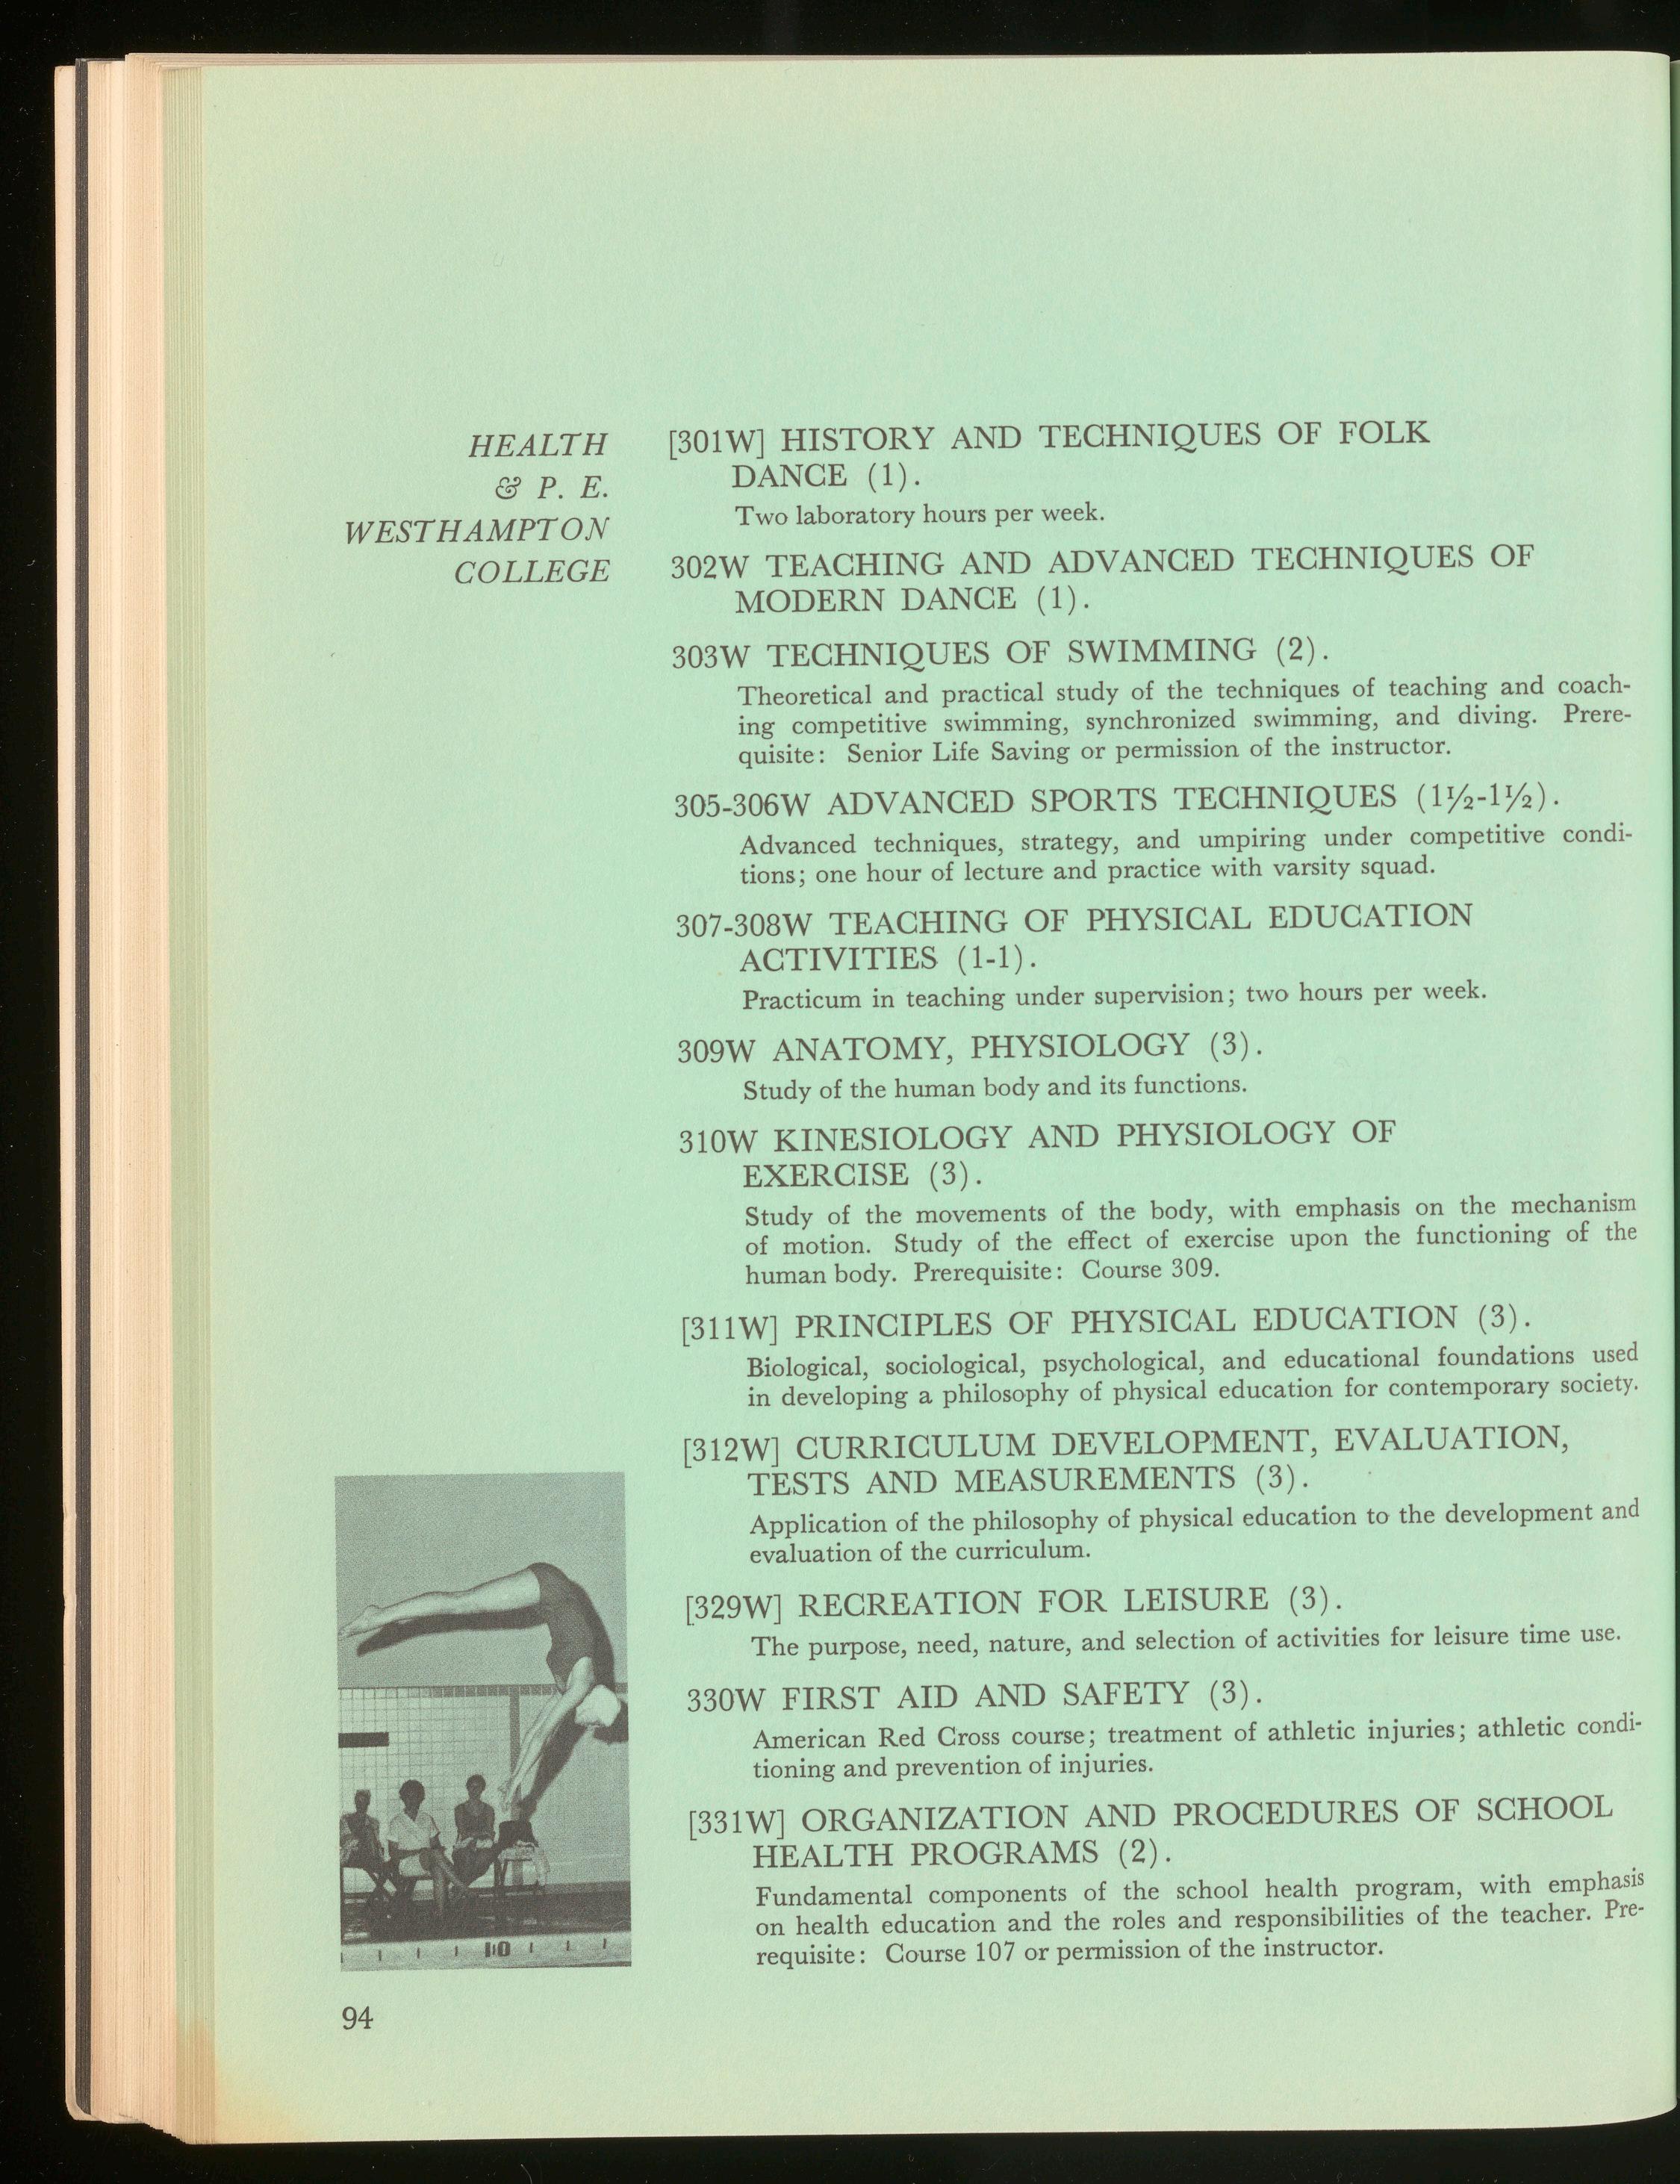 HEALTH
& P. E.
WESTHAMPTON
COLLEGE
[301W] HISTORY AND TECHNIQUES OF FOLK
DANCE (1).
Two laboratory hours per week.
302W TEACHING AND ADVANCED TECHNIQUES OF
MODERN DANCE (1).
303W TECHNIQUES OF SWIMMING (2).
Theoretical and practical study of the techniques of teaching and coach-
ing competitive swimming, synchronized swimming, and diving. Prere-
quisite: Senior Life Saving or permission of the instructor.
305-306W ADVANCED SPORTS TECHNIQUES (1½-1½).
Advanced techniques, strategy, and umpiring under competitive condi-
tions; one hour of lecture and practice with varsity squad.
307-308W TEACHING OF PHYSICAL EDUCATION
ACTIVITIES (1-1).
Practicum in teaching under supervision; two hours per week.
309W ANATOMY, PHYSIOLOGY (3).
Study of the human body and its functions.
310W KINESIOLOGY AND PHYSIOLOGY OF
EXERCISE (3).
Study of the movements of the body, with emphasis on the mechanism
of motion. Study of the effect of exercise upon the functioning of the
human body. Prerequisite: Course 309.
[311W] PRINCIPLES OF PHYSICAL EDUCATION (3).
Biological, sociological, psychological, and educational foundations used
in developing a philosophy of physical education for contemporary society.
[312W] CURRICULUM DEVELOPMENT, EVALUATION,
TESTS AND MEASUREMENTS (3).
Application of the philosophy of physical education to the development and
evaluation of the curriculum.
[329W] RECREATION FOR LEISURE (3).
The purpose, need, nature, and selection of activities for leisure time use.
330W FIRST AID AND SAFETY (3).
American Red Cross course; treatment of athletic injuries; athletic condi-
tioning and prevention of injuries.
[331W] ORGANIZATION AND PROCEDURES OF SCHOOL
HEALTH PROGRAMS (2).
Fundamental components of the school health program, with emphasis
on health education and the roles and responsibilities of the teacher. Pre-
requisite: Course 107 or permission of the instructor.
10
94